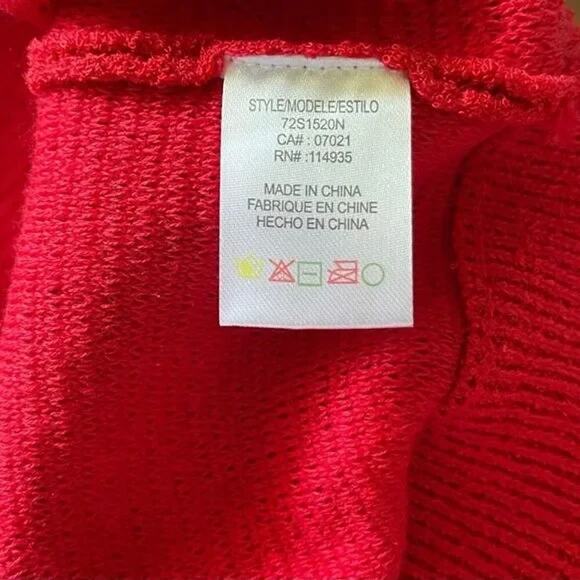 STYLE/MODELE/ESTILO
72S1520N
CA# : 07021
RN# :114935
MADE IN CHINA
FABRIQUE EN CHINE
HECHO EN CHINA